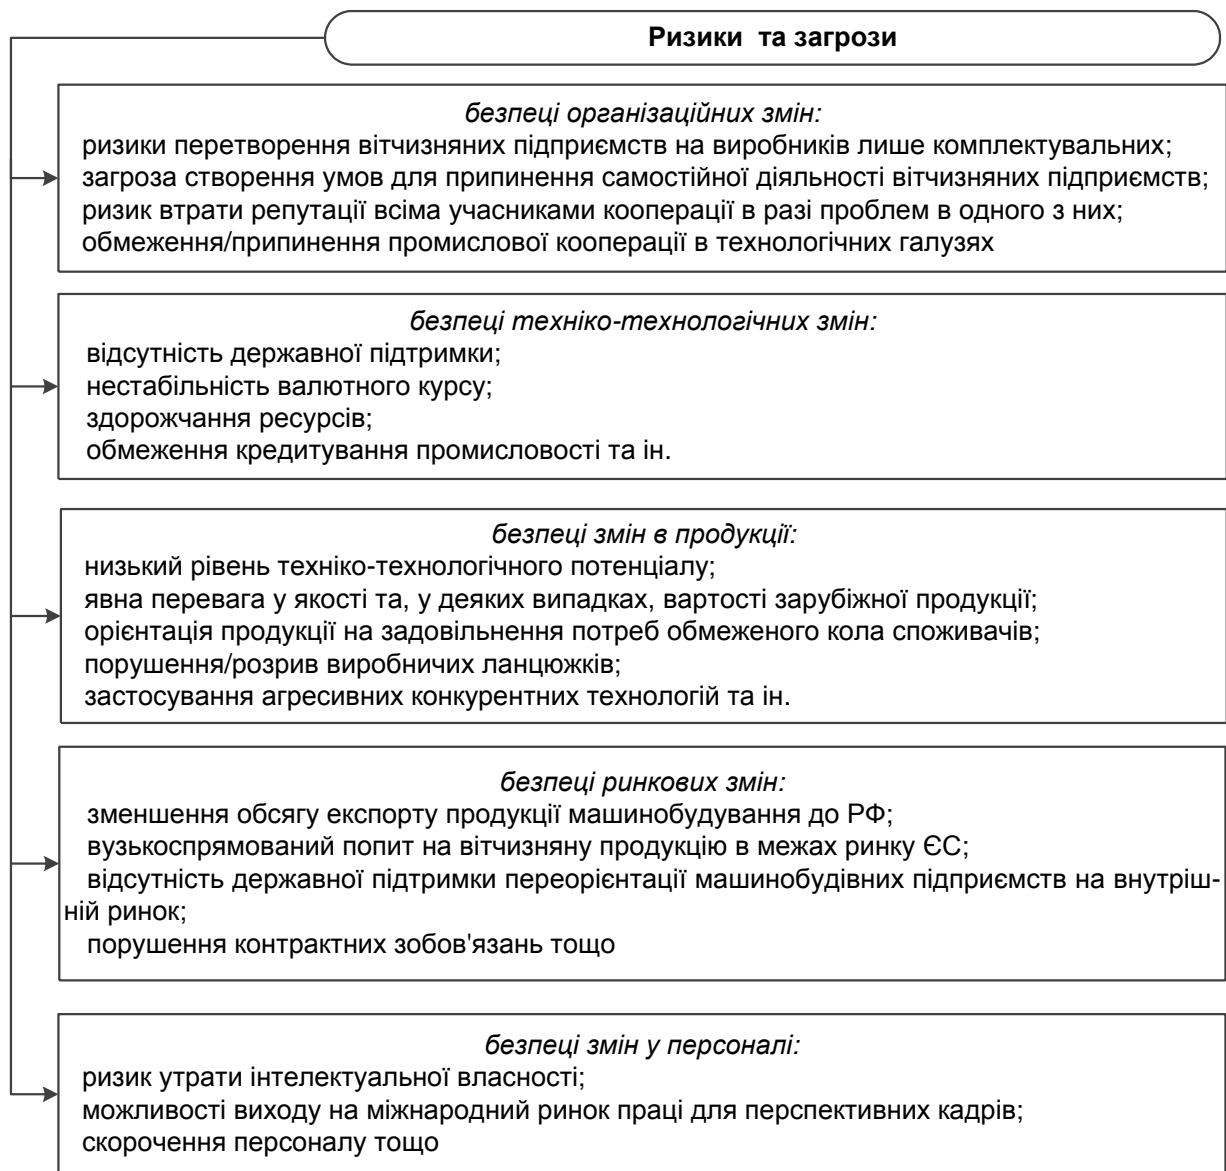 Ризики та загрози
безпеці організаційних змін:
ризики перетворення вітчизняних підприємств на виробників лише комплектувальних;
загроза створення умов для припинення самостійної діяльності вітчизняних підприємств;
ризик втрати репутації всіма учасниками кооперації в разі проблем в одного з них;
обмеження/припинення промислової кооперації в технологічних галузях
безпеці техніко-технологічних змін:
відсутність державної підтримки;
нестабільність валютного курсу;
здорожчання ресурсів;
обмеження кредитування промисловості та ін.
безпеці змін в продукції:
низький рівень техніко-технологічного потенціалу;
явна перевага у якості та, у деяких випадках, вартості зарубіжної продукції;
орієнтація продукції на задовільнення потреб обмеженого кола споживачів;
порушення/розрив виробничих ланцюжків;
застосування агресивних конкурентних технологій та ін.
безпеці ринкових змін:
зменшення обсягу експорту продукції машинобудування до РФ;
вузькоспрямований попит на вітчизняну продукцію в межах ринку ЄС;
відсутність державної підтримки переорієнтації машинобудівних підприємств на внутріш-
ній ринок;
порушення контрактних зобов'язань тощо
безпеці змін у персоналі:
ризик утрати інтелектуальної власності;
можливості виходу на міжнародний ринок праці для перспективних кадрів;
скорочення персоналу тощо